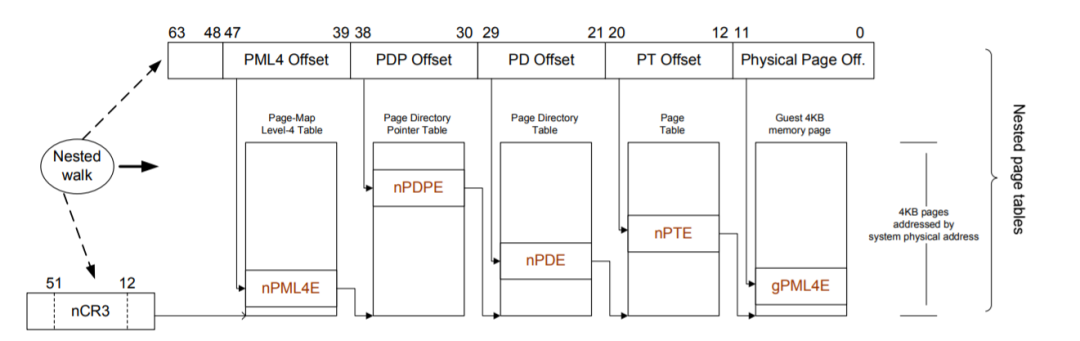 63 48 47 39 38 30 29 21 20 12 11 0
PML4 Offset PDP Offset PD Offset PT Offset Physical Page Off.
Page-Map
Level-4 Table
Page Directory
Pointer Table
Page Directory
Table
Page
Table
Guest 4KB
memory page
Nested
walk
nPDPE
nPTE
nPDE
nPML4E
gPML4E
4KB pages
addressed by
system physical address
Nested page tables
51 12
nCR3